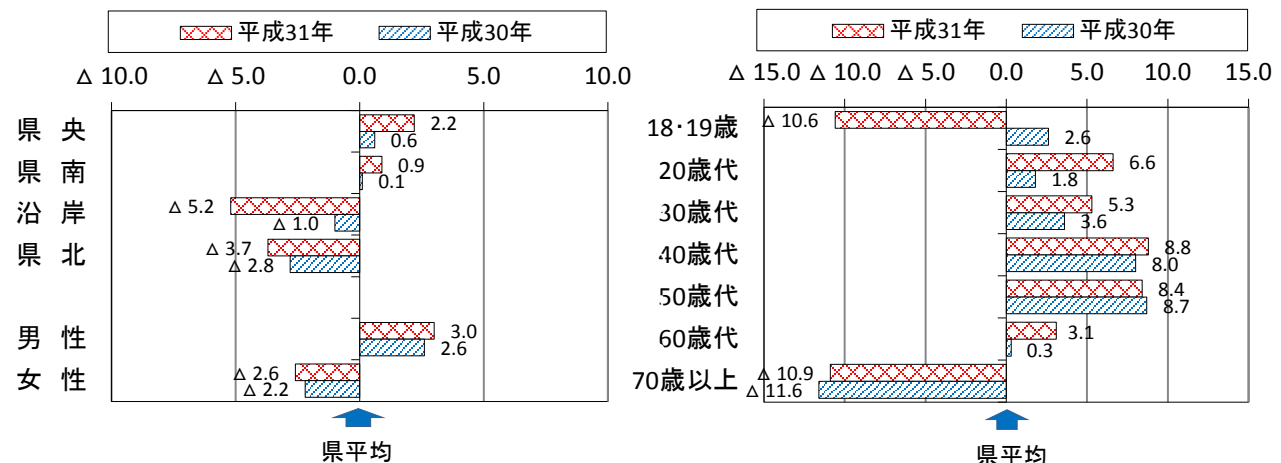 平成31年 平成30年
△ 10.0 △ 5.0 0.0 5.0 10.0
県 央 2.2
0.6
県 南 0.9
0.1
沿 岸 △ 5.2
△ 1.0
県 北 △ 3.7
△ 2.8
男 性 3.0
2.6
女 性 △ 2.6
△ 2.2
県平均
平成31年 平成30年
△ 15.0 △ 10.0 △ 5.0 0.0 5.0 10.0 15.0
18・19歳 △ 10.6
2.6
20歳代 6.6
1.8
30歳代 5.3
3.6
40歳代 8.8
8.0
50歳代 8.4
8.7
60歳代 3.1
0.3
70歳以上 △ 10.9
△ 11.6
県平均